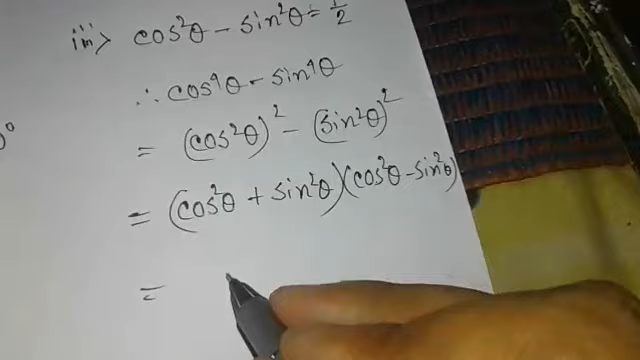 iii> cos²θ - sin²θ = 1/2
∴ cos⁴θ - sin⁴θ
= (cos²θ)² - (sin²θ)²
= (cos²θ + sin²θ)(cos²θ - sin²θ)
=